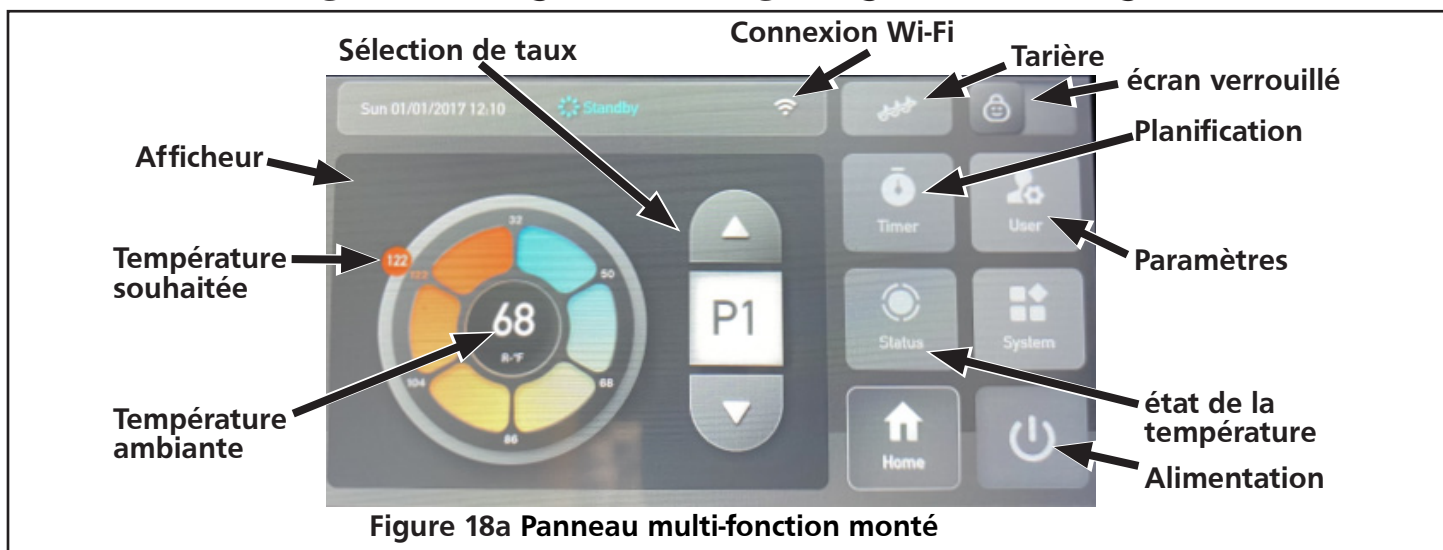 Sélection de taux
Connexion Wi-Fi
Tarière
écran verrouillé
Planification
Afficheur
Température
souhaitée
Paramètres
Température
ambiante
état de la
température
Alimentation
Sun 01/01/2017 12:10 Standby
122
32
122
50
68
R-°F
104
68
86
P1
Timer
User
Status
System
Home
Figure 18a Panneau multi-fonction monté